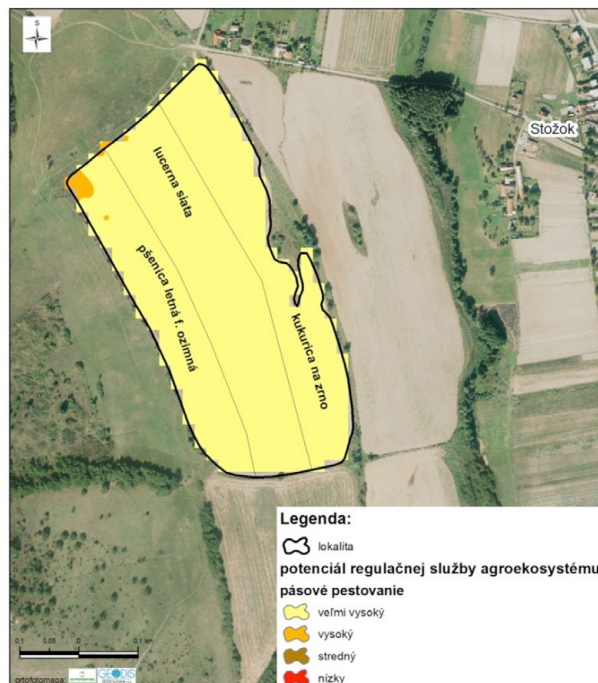 S
Stožok
lucerna siata
pšenica letná f. ozimná
kukurica na zrno
Legenda:
lokalita
potenciál regulačnej služby agroekosystému
pásové pestovanie
veľmi vysoký
vysoký
stredný
nízky
0.1 0.05 0 0.1 km
ortofotomapa:
GEODIS